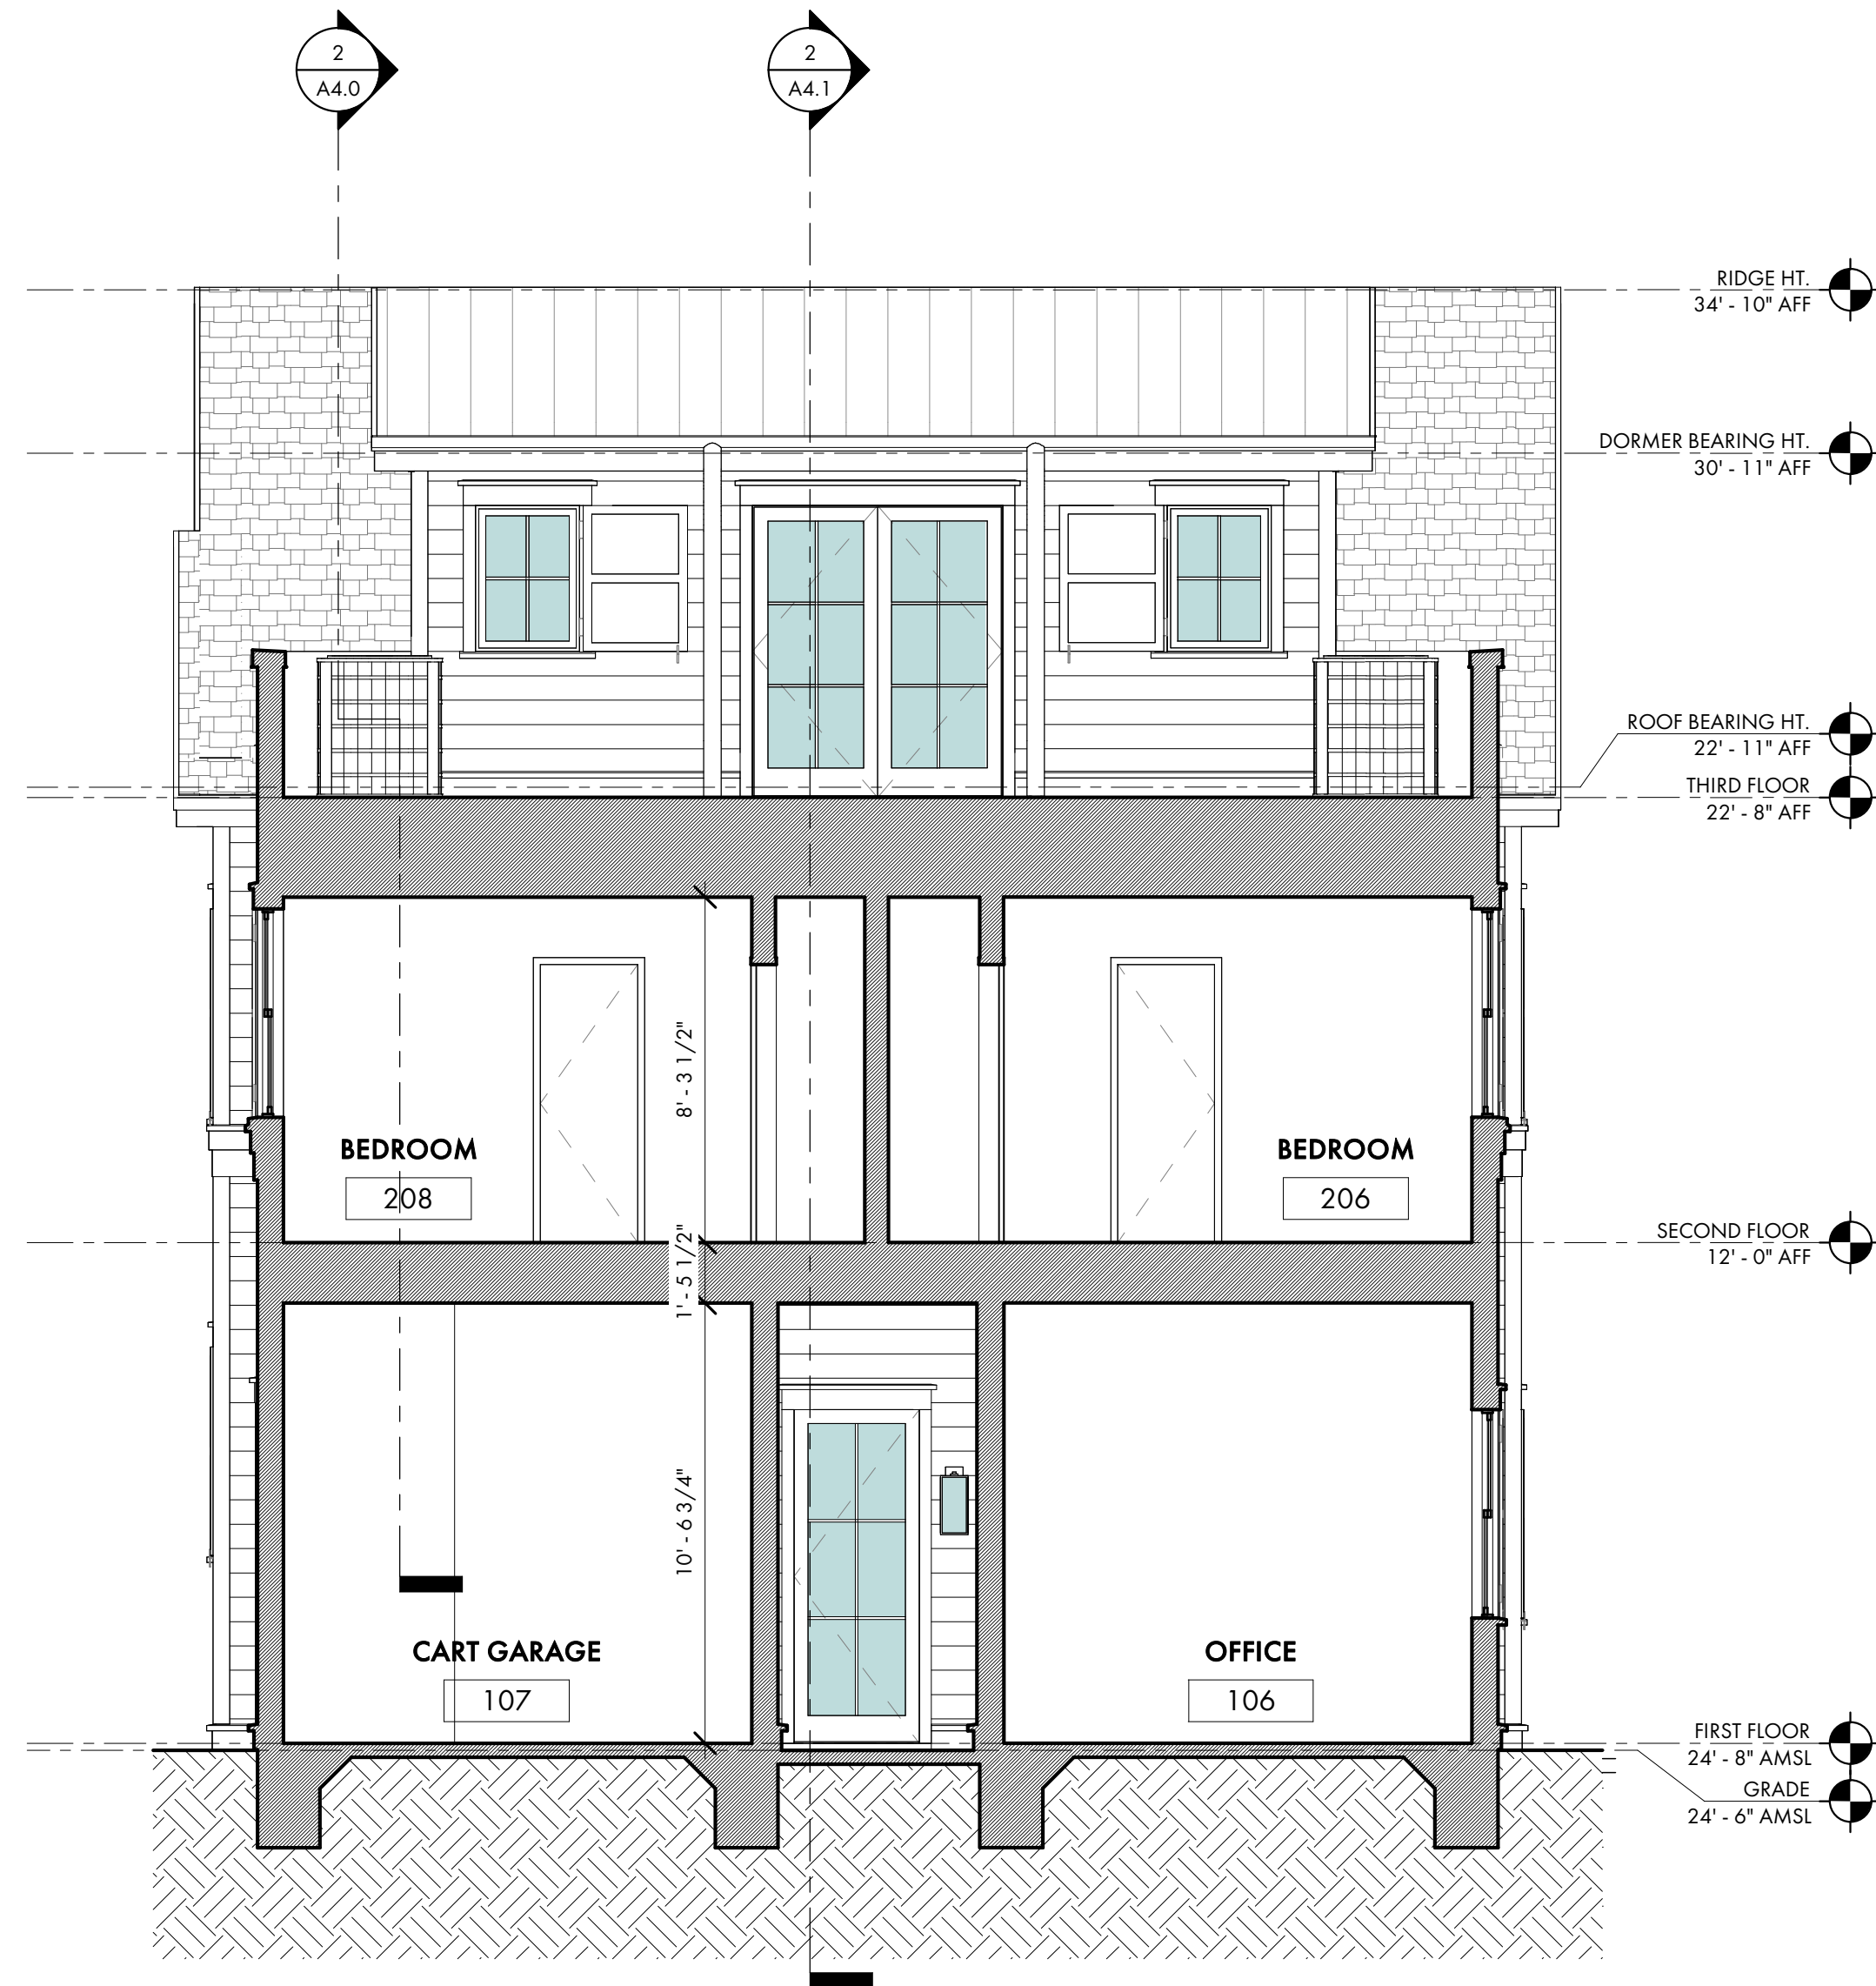 2
A4.0
2
A4.1
RIDGE HT.
34' - 10" AFF
DORMER BEARING HT.
30' - 11" AFF
ROOF BEARING HT.
22' - 11" AFF
THIRD FLOOR
22' - 8" AFF
8' - 3 1/2"
BEDROOM
208
BEDROOM
206
1' - 5 1/2"
SECOND FLOOR
12' - 0" AFF
10' - 6 3/4"
CART GARAGE
107
OFFICE
106
FIRST FLOOR
24' - 8" AMSL
GRADE
24' - 6" AMSL